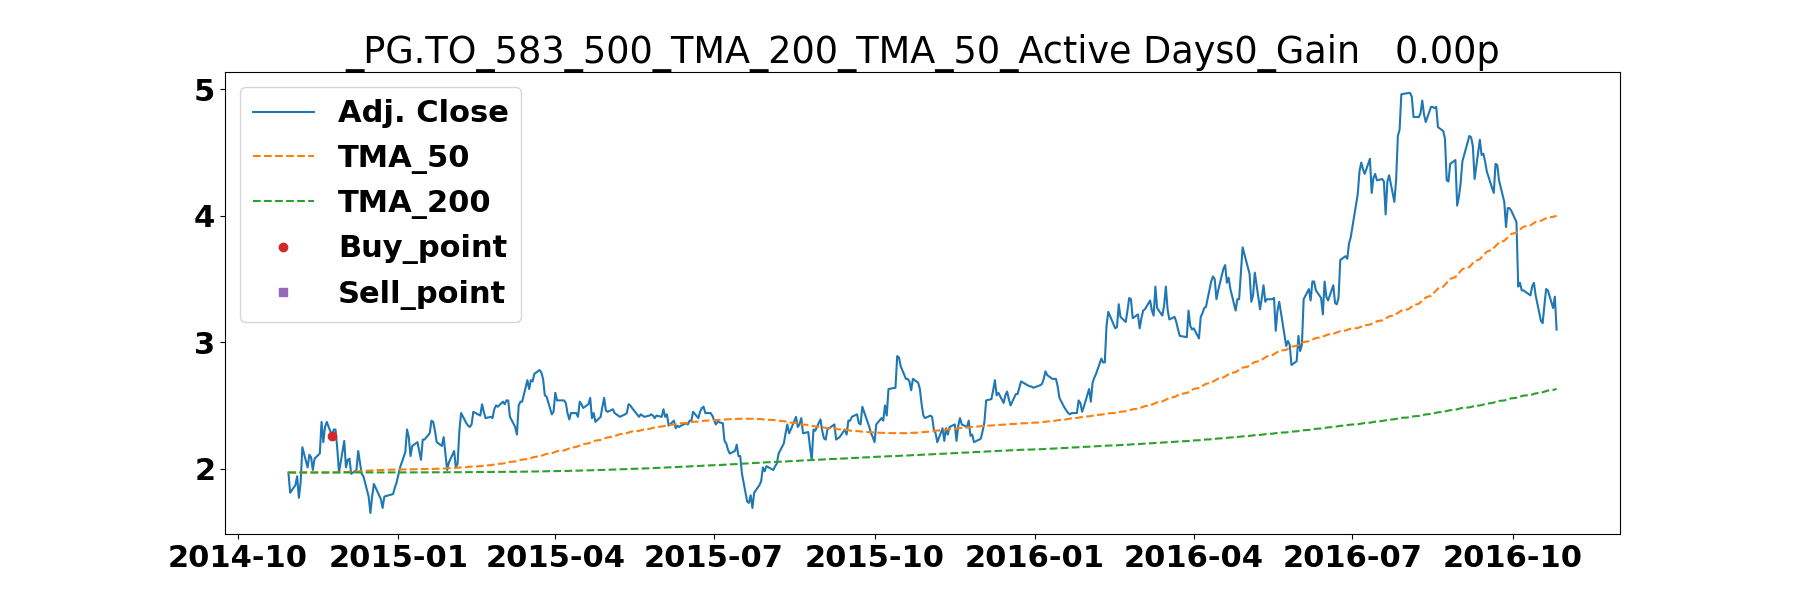 _PG.TO_583_500_TMA_200_TMA_50_Active Days0_Gain   0.00p
5
4
3
2
Adj. Close
TMA_50
TMA_200
Buy_point
Sell_point
2014-10 2015-01 2015-04 2015-07 2015-10 2016-01 2016-04 2016-07 2016-10